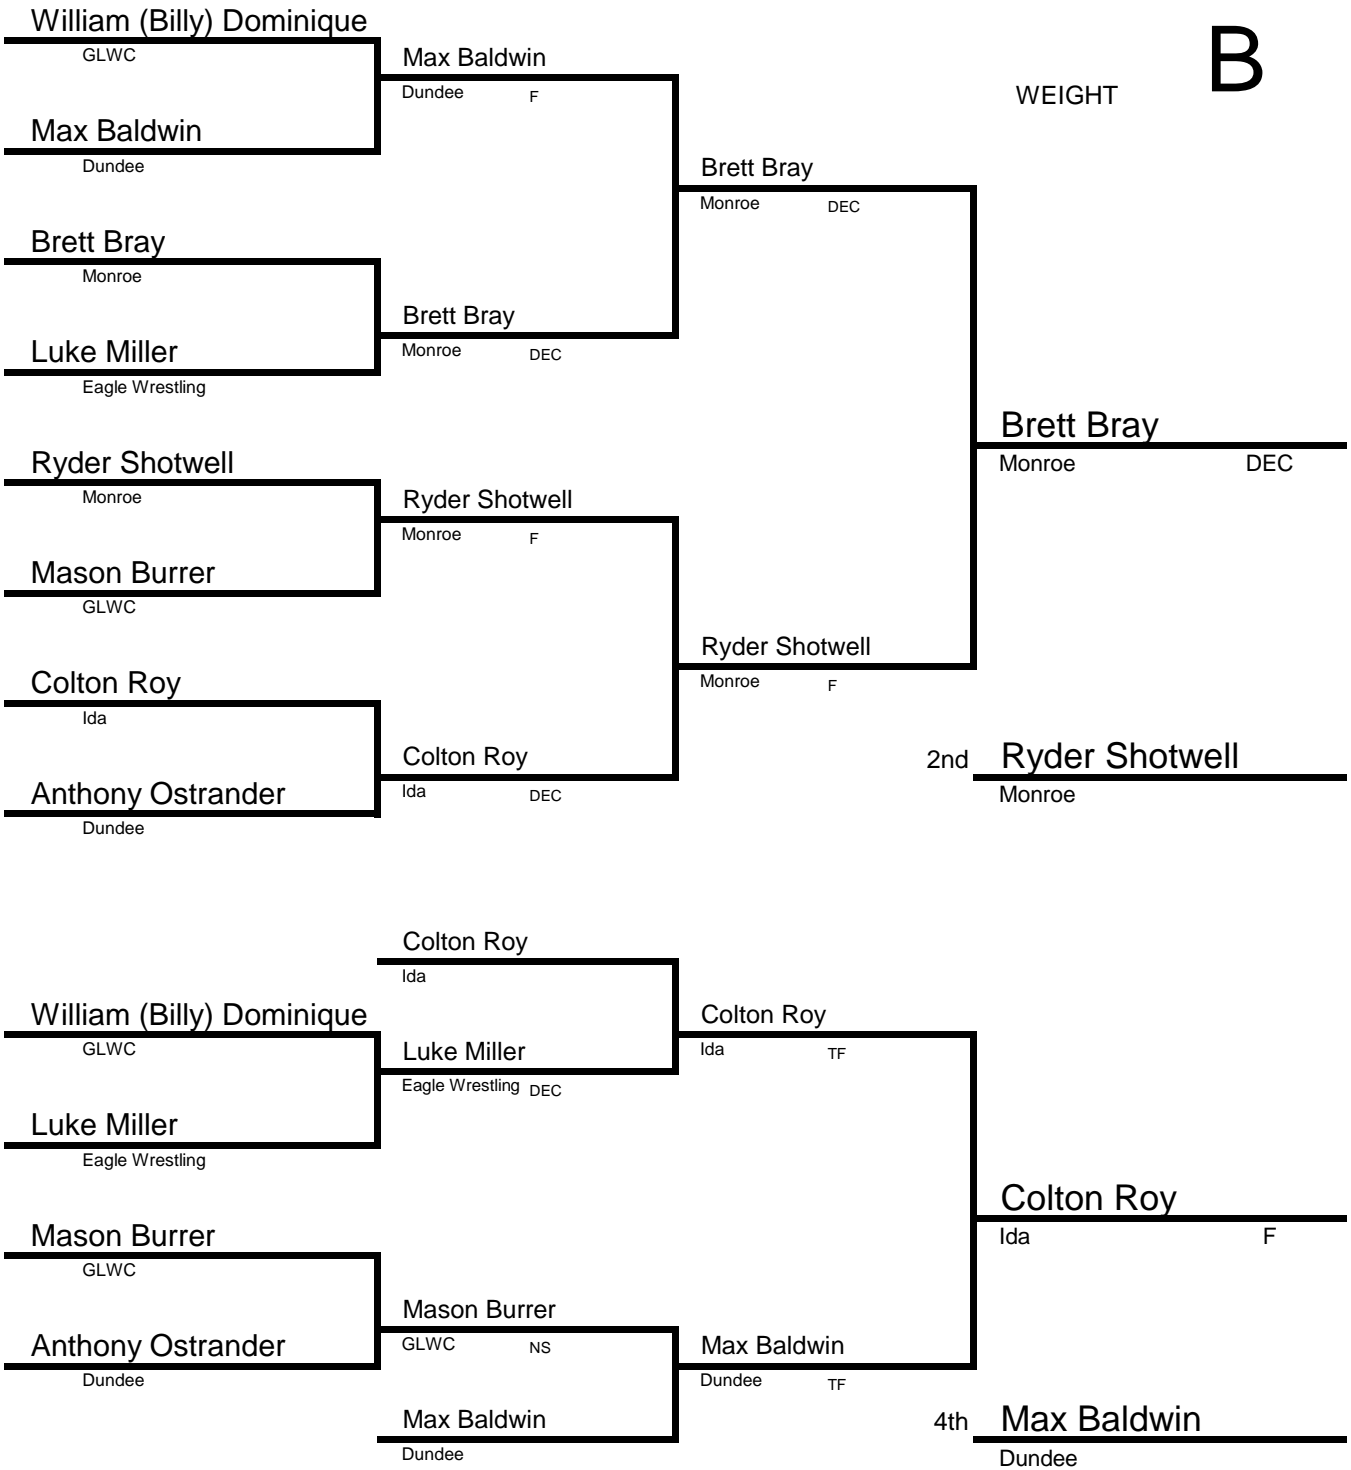 William (Billy) Dominique
GLWC
Max Baldwin
Dundee F
B
WEIGHT
Max Baldwin
Dundee
Brett Bray
Monroe DEC
Brett Bray
Monroe
Brett Bray
Monroe DEC
Luke Miller
Eagle Wrestling
Brett Bray
Monroe DEC
Ryder Shotwell
Monroe
Ryder Shotwell
Monroe F
Mason Burrer
GLWC
Ryder Shotwell
Monroe F
Colton Roy
Ida
Colton Roy
Ida DEC
2nd Ryder Shotwell
Monroe
Anthony Ostrander
Dundee
Colton Roy
Ida
William (Billy) Dominique
GLWC
Colton Roy
Ida TF
Luke Miller
Eagle Wrestling DEC
Luke Miller
Eagle Wrestling
Colton Roy
Ida F
Mason Burrer
GLWC
Mason Burrer
GLWC NS
Anthony Ostrander
Dundee
Max Baldwin
Dundee TF
Max Baldwin
Dundee
4th Max Baldwin
Dundee